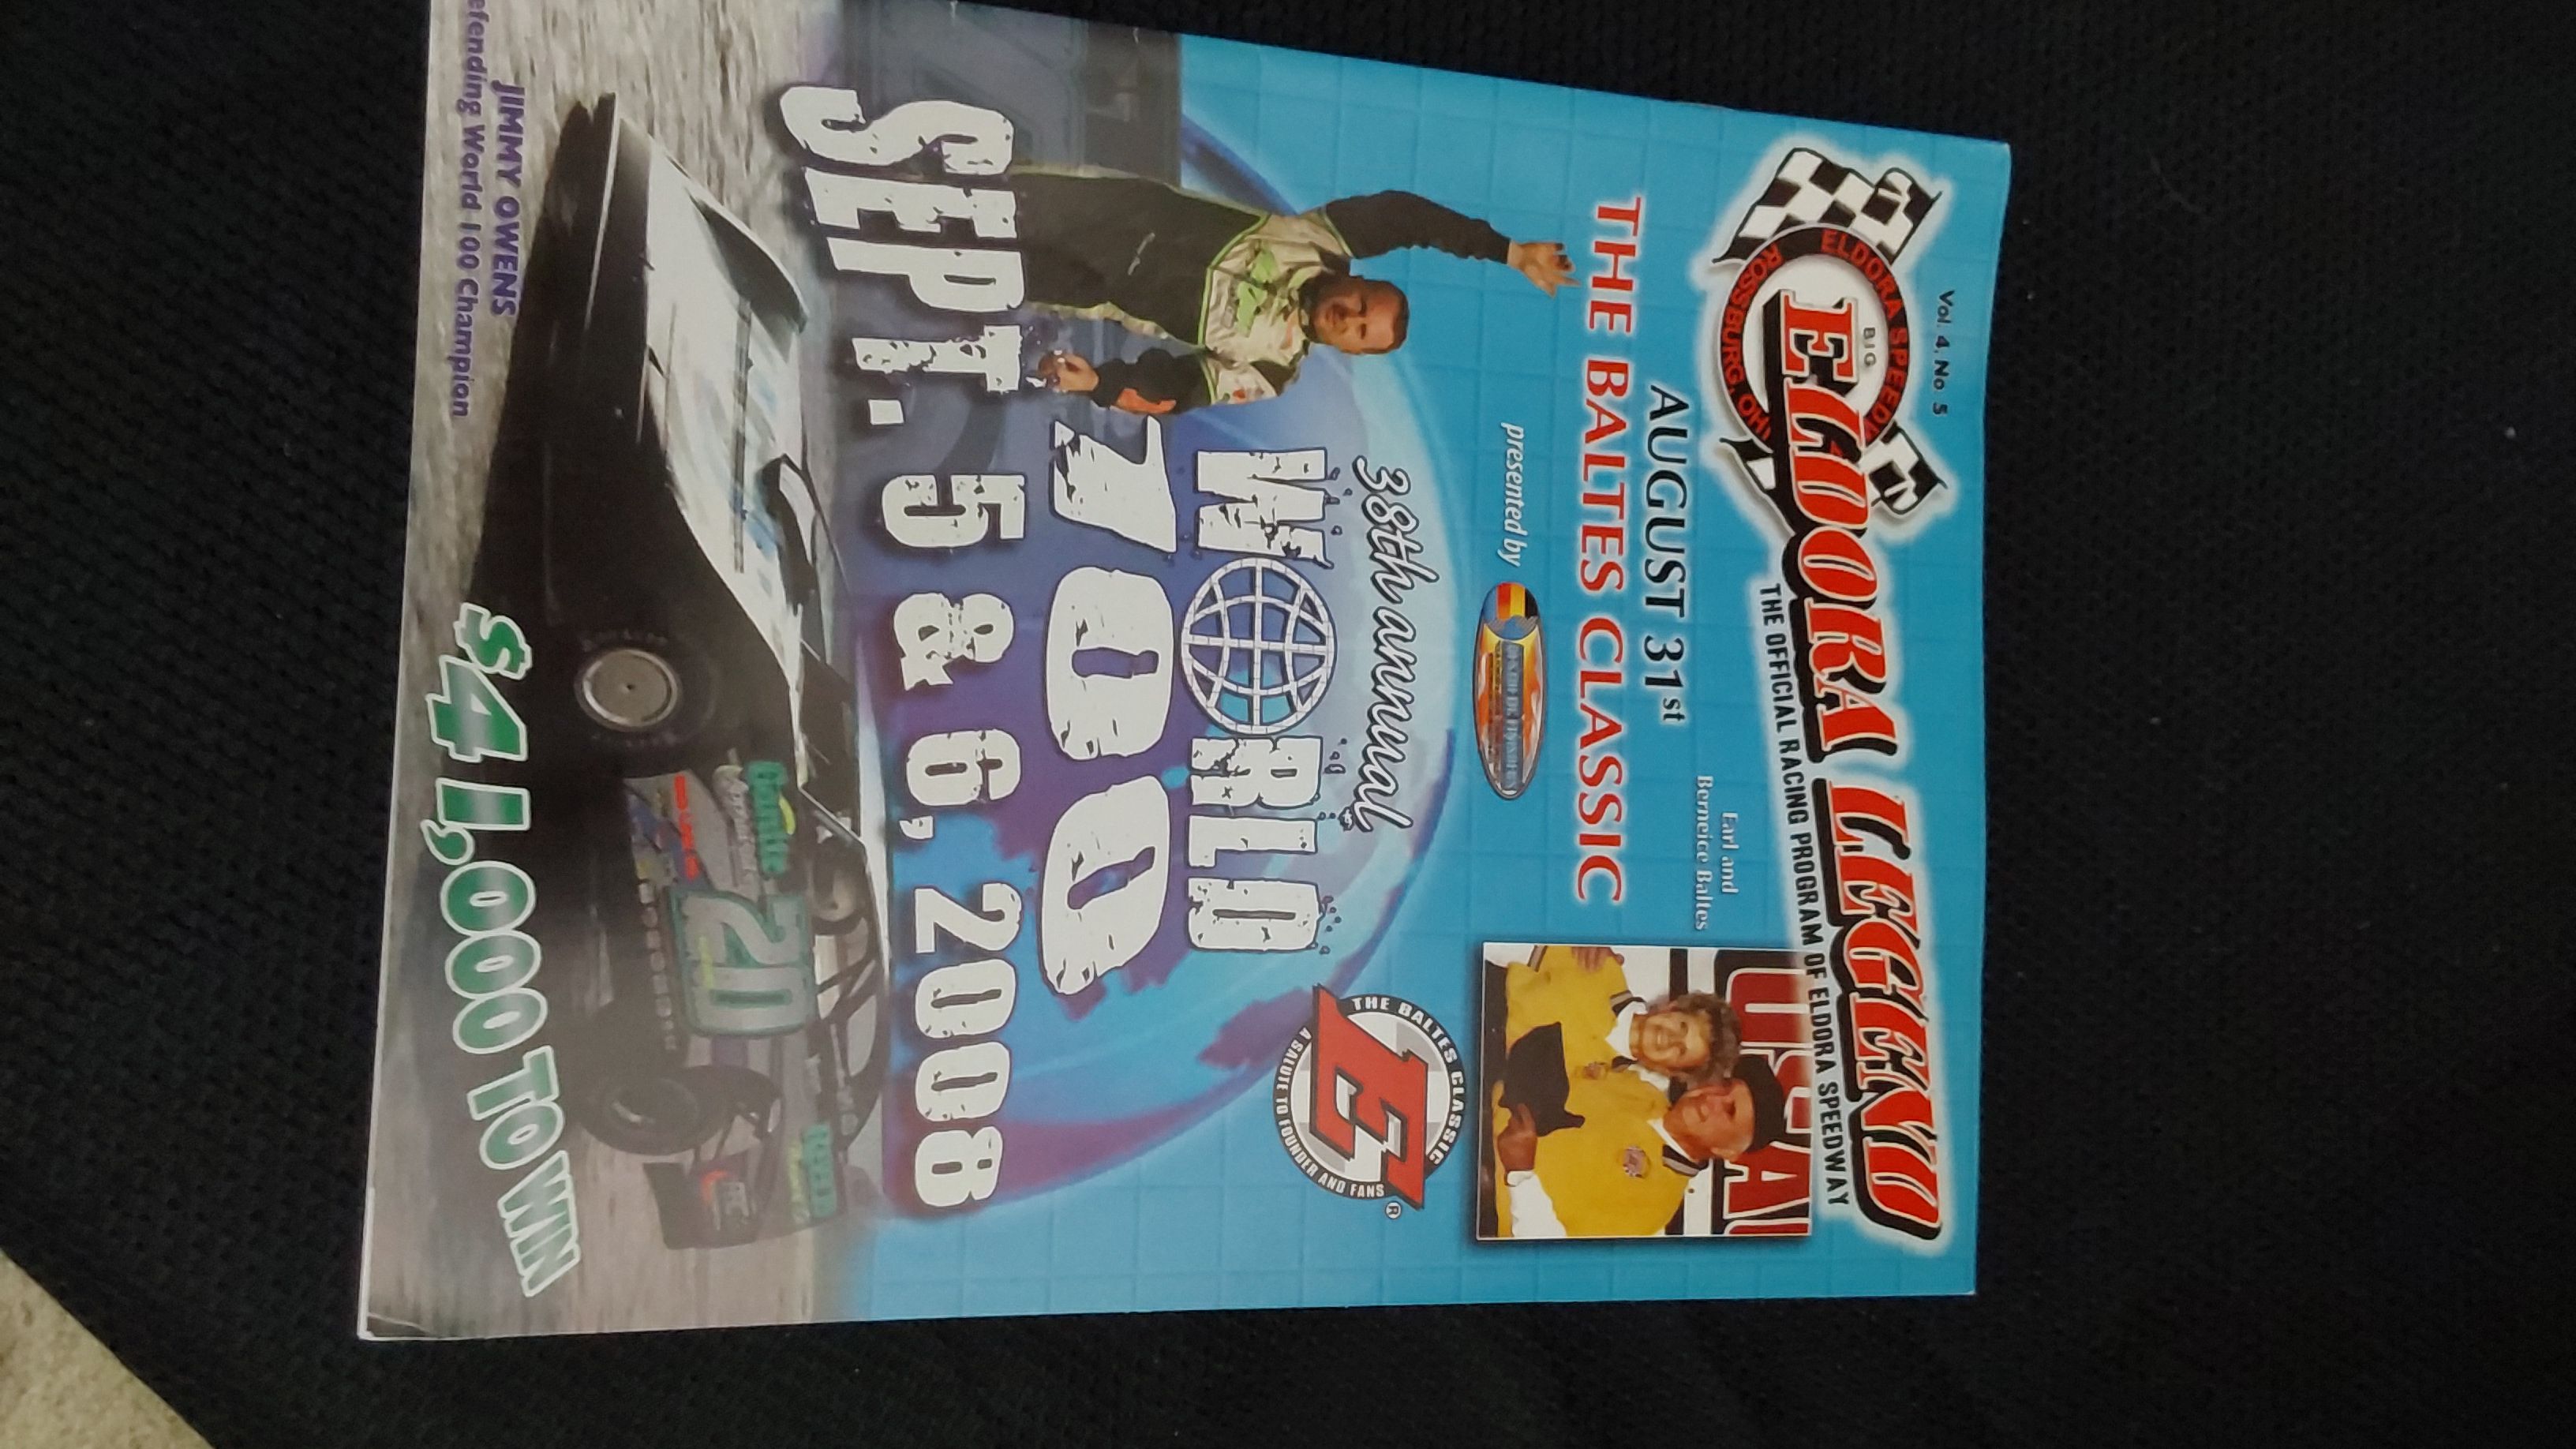 Vol. 4, No. 5
ELDORA SPEEDWAY
BIG
ROSSBURG, OHIO
ELDORA LEGEND
THE OFFICIAL RACING PROGRAM OF ELDORA SPEEDWAY
Earl and
Berneice Baltes
AUGUST 31st
THE BALTES CLASSIC
presented by
38th annual
WORLD
100
SEPT. 5 & 6, 2008
THE BALTES CLASSIC
E
A SALUTE TO FOUNDER AND FANS
®
20
JIMMY OWENS
efending World 100 Champion
$41,000 TO WIN